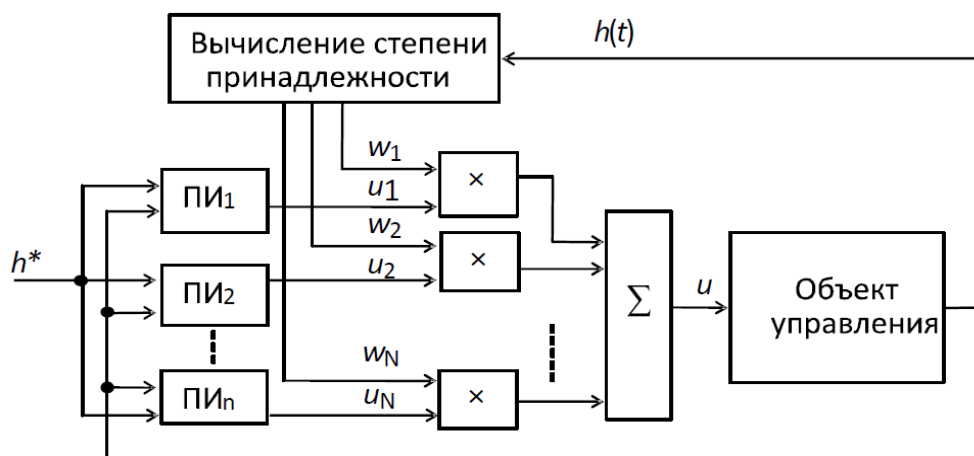 Вычисление степени
принадлежности
h(t)
w1
×
ПИ1
u1
w2
×
h*
ПИ2
u2
Σ
u
Объект
управления
wN
ПИn
uN
×